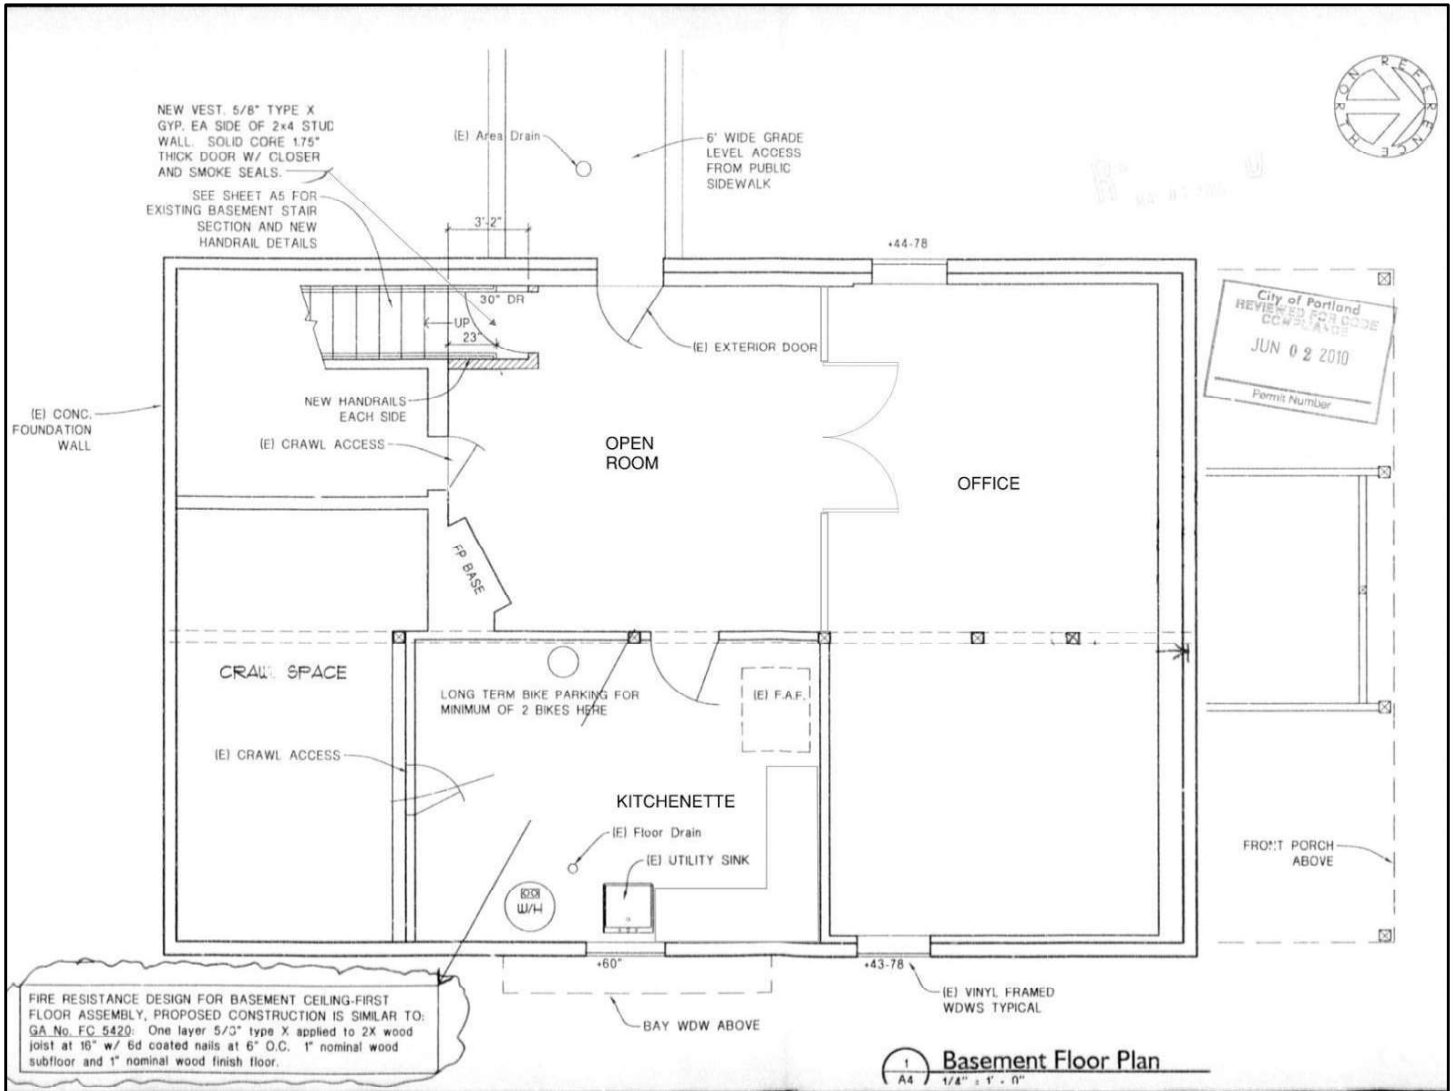 NEW VEST. 5/8" TYPE X
GYP. EA SIDE OF 2x4 STUD
WALL. SOLID CORE 1.75"
THICK DOOR W/ CLOSER
AND SMOKE SEALS.
SEE SHEET A5 FOR
EXISTING BASEMENT STAIR
SECTION AND NEW
HANDRAIL DETAILS
(E) Area Drain
6' WIDE GRADE
LEVEL ACCESS
FROM PUBLIC
SIDEWALK
REFERENCE
NORTH
3'-2"
+44-78
30" DR
UP
23"
(E) EXTERIOR DOOR
City of Portland
REVIEWED FOR CODE
COMPLIANCE
JUN 02 2010
Permit Number
NEW HANDRAILS
EACH SIDE
(E) CONC.
FOUNDATION
WALL
(E) CRAWL ACCESS
OPEN
ROOM
OFFICE
FP BASE
CRAWL SPACE
LONG TERM BIKE PARKING FOR
MINIMUM OF 2 BIKES HERE
(E) F.A.F.
(E) CRAWL ACCESS
KITCHENETTE
(E) Floor Drain
(E) UTILITY SINK
W/H
FRONT PORCH
ABOVE
+60"
+43-78
(E) VINYL FRAMED
WDWS TYPICAL
BAY WDW ABOVE
FIRE RESISTANCE DESIGN FOR BASEMENT CEILING-FIRST
FLOOR ASSEMBLY, PROPOSED CONSTRUCTION IS SIMILAR TO:
GA No. FC 5420: One layer 5/8" type X applied to 2X wood
joist at 16" w/ 6d coated nails at 6" O.C. 1" nominal wood
subfloor and 1" nominal wood finish floor.
1
A4
Basement Floor Plan
1/4" = 1' - 0"